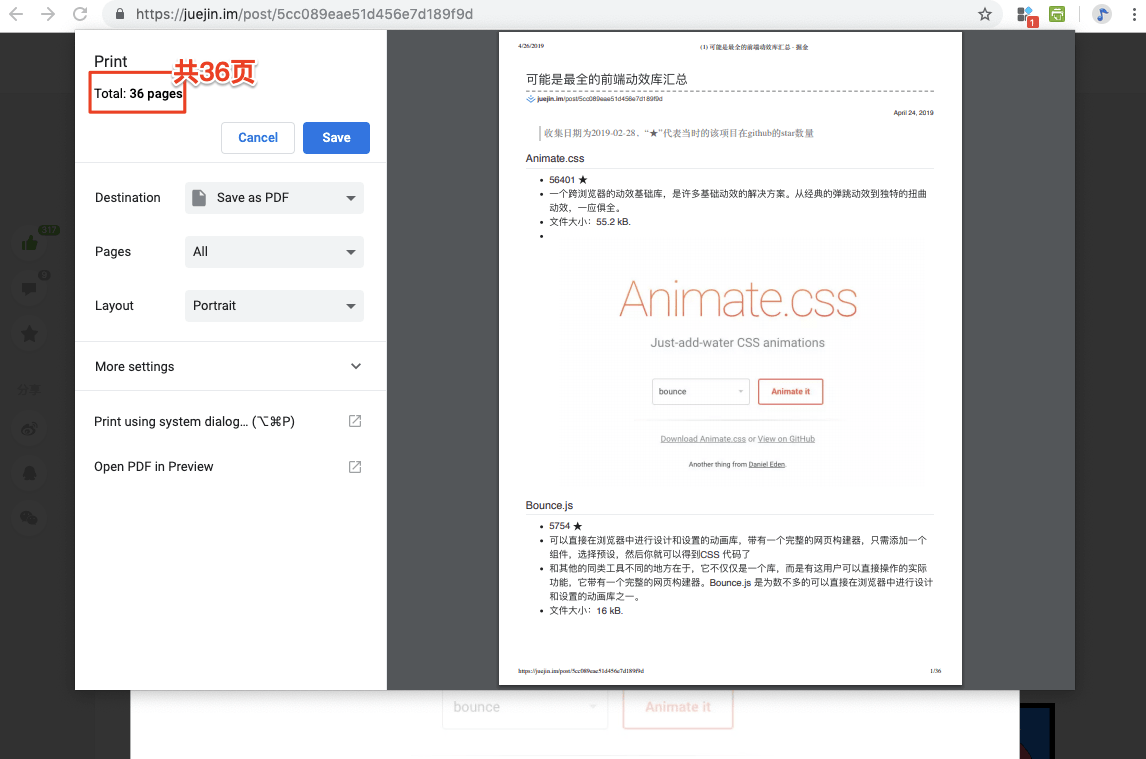 https://juejin.im/post/5cc089eae51d456e7d189f9d
1
Print
共36页
Total: 36 pages
Cancel
Save
Destination
Save as PDF
Pages
All
Layout
Portrait
More settings
Print using system dialog... (⌥⌘P)
Open PDF in Preview
317
9
分享
4/26/2019
(1) 可能是最全的前端动效库汇总 - 掘金
可能是最全的前端动效库汇总
juejin.im/post/5cc089eae51d456e7d189f9d
April 24, 2019
收集日期为2019-02-28，“★”代表当时的该项目在github的star数量
Animate.css
• 56401 ★
• 一个跨浏览器的动效基础库，是许多基础动效的解决方案。从经典的弹跳动效到独特的扭曲
动效，一应俱全。
• 文件大小：55.2 kB.
•
Animate.css
Just-add-water CSS animations
bounce
Animate it
Download Animate.css or View on GitHub
Another thing from Daniel Eden.
Bounce.js
• 5754 ★
• 可以直接在浏览器中进行设计和设置的动画库，带有一个完整的网页构建器，只需添加一个
组件，选择预设，然后你就可以得到CSS 代码了
• 和其他的同类工具不同的地方在于，它不仅仅是一个库，而是有这用户可以直接操作的实际
功能，它带有一个完整的网页构建器。Bounce.js 是为数不多的可以直接在浏览器中进行设计
和设置的动画库之一。
• 文件大小：16 kB.
https://juejin.im/post/5cc089eae51d456e7d189f9d
1/36
bounce
Animate it